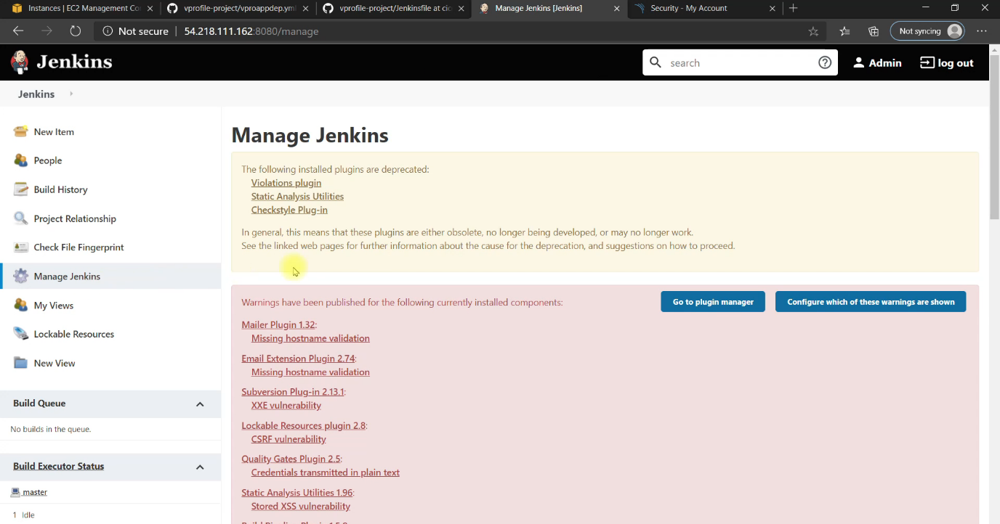 Instances | EC2 Management Co
vprofile-project/vproappdep.yml
vprofile-project/Jenkinsfile at cic
Manage Jenkins [Jenkins]
Security - My Account
Not secure | 54.218.111.162:8080/manage
Not syncing
Jenkins
search
Admin
log out
Jenkins
New Item
People
Build History
Project Relationship
Check File Fingerprint
Manage Jenkins
My Views
Lockable Resources
New View
Build Queue
No builds in the queue.
Build Executor Status
master
1 Idle
Manage Jenkins
The following installed plugins are deprecated:
Violations plugin
Static Analysis Utilities
Checkstyle Plug-in
In general, this means that these plugins are either obsolete, no longer being developed, or may no longer work.
See the linked web pages for further information about the cause for the deprecation, and suggestions on how to proceed.
Warnings have been published for the following currently installed components:
Go to plugin manager
Configure which of these warnings are shown
Mailer Plugin 1.32:
Missing hostname validation
Email Extension Plugin 2.74:
Missing hostname validation
Subversion Plug-in 2.13.1:
XXE vulnerability
Lockable Resources plugin 2.8:
CSRF vulnerability
Quality Gates Plugin 2.5:
Credentials transmitted in plain text
Static Analysis Utilities 1.96:
Stored XSS vulnerability